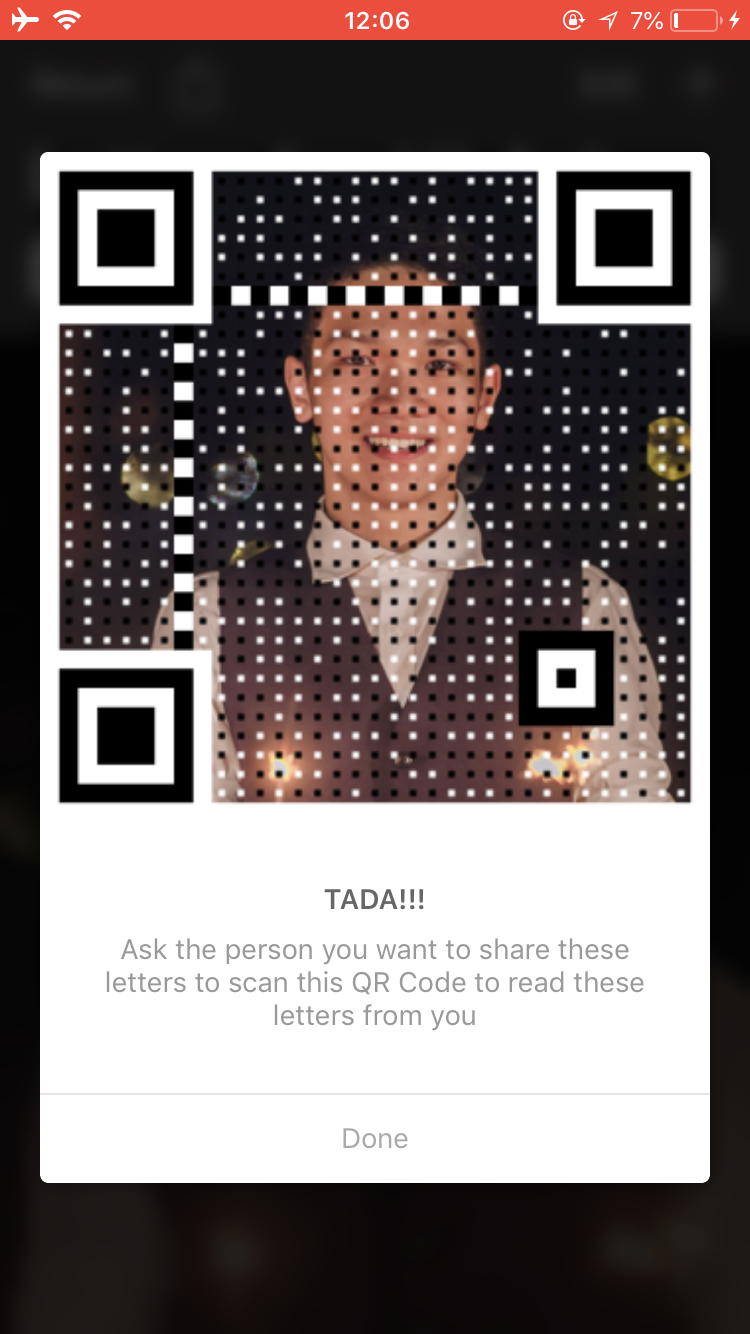 12:06
7%
TADA!!!
Ask the person you want to share these
letters to scan this QR Code to read these
letters from you
Done